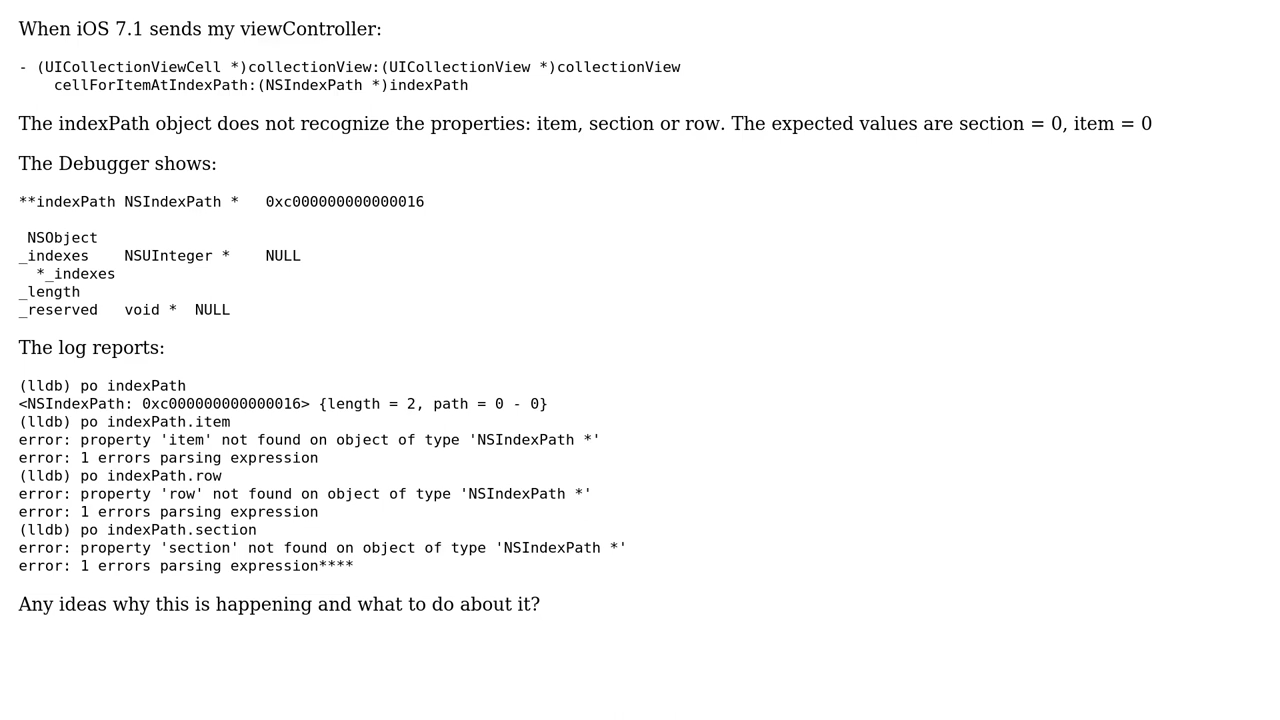 When iOS 7.1 sends my viewController:
- (UICollectionViewCell *)collectionView:(UICollectionView *)collectionView
    cellForItemAtIndexPath:(NSIndexPath *)indexPath
The indexPath object does not recognize the properties: item, section or row. The expected values are section = 0, item = 0
The Debugger shows:
**indexPath NSIndexPath *   0xc000000000000016
 NSObject
_indexes    NSUInteger *    NULL
  *_indexes
_length
_reserved   void *  NULL
The log reports:
(lldb) po indexPath
<NSIndexPath: 0xc000000000000016> {length = 2, path = 0 - 0}
(lldb) po indexPath.item
error: property 'item' not found on object of type 'NSIndexPath *'
error: 1 errors parsing expression
(lldb) po indexPath.row
error: property 'row' not found on object of type 'NSIndexPath *'
error: 1 errors parsing expression
(lldb) po indexPath.section
error: property 'section' not found on object of type 'NSIndexPath *'
error: 1 errors parsing expression****
Any ideas why this is happening and what to do about it?